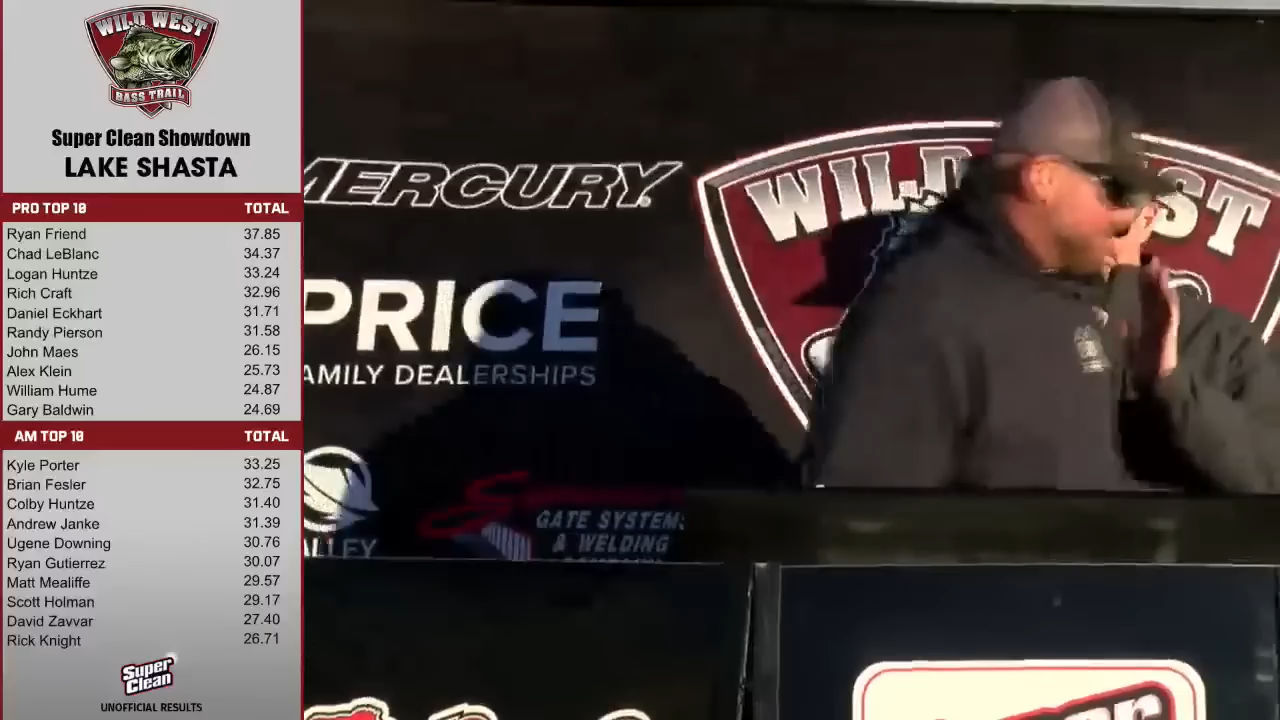 WILD WEST
BASS TRAIL
Super Clean Showdown
LAKE SHASTA
PRO TOP 10 TOTAL
Ryan Friend 37.85
Chad LeBlanc 34.37
Logan Huntze 33.24
Rich Craft 32.96
Daniel Eckhart 31.71
Randy Pierson 31.58
John Maes 26.15
Alex Klein 25.73
William Hume 24.87
Gary Baldwin 24.69
AM TOP 10 TOTAL
Kyle Porter 33.25
Brian Fesler 32.75
Colby Huntze 31.40
Andrew Janke 31.39
Ugene Downing 30.76
Ryan Gutierrez 30.07
Matt Mealiffe 29.57
Scott Holman 29.17
David Zavvar 27.40
Rick Knight 26.71
Super
Clean
UNOFFICIAL RESULTS
MERCURY
WILD WEST
PRICE
AMILY DEALERSHIPS
ALLEY
GATE SYSTEMS
& WELDING